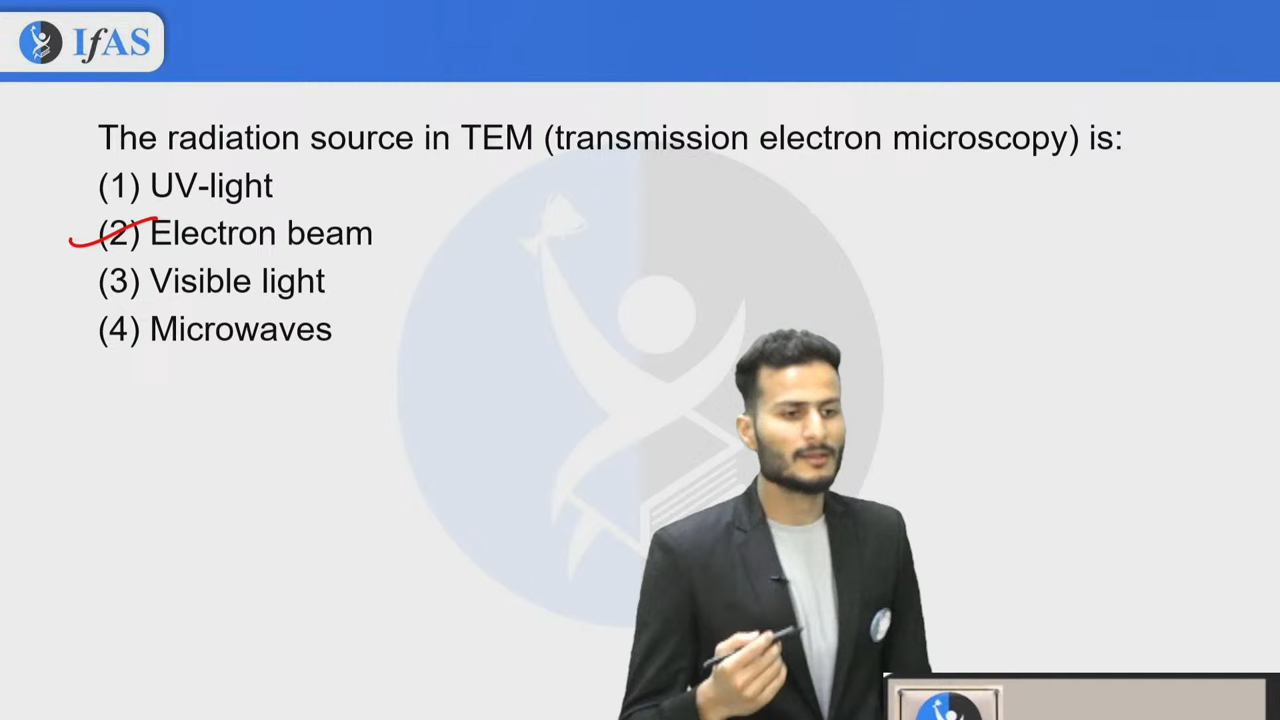 IfAS
The radiation source in TEM (transmission electron microscopy) is:
(1) UV-light
(2) Electron beam
(3) Visible light
(4) Microwaves